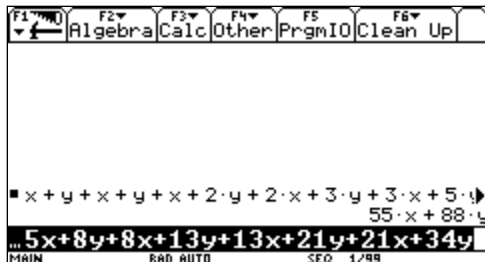 F1 F2 Algebra F3 Calc F4 Other F5 PrgmIO F6 Clean Up
x + y + x + y + x + 2·y + 2·x + 3·y + 3·x + 5·y
55·x + 88·y
…5x+8y+8x+13y+13x+21y+21x+34y
MAIN RAD AUTO SEQ 1/99